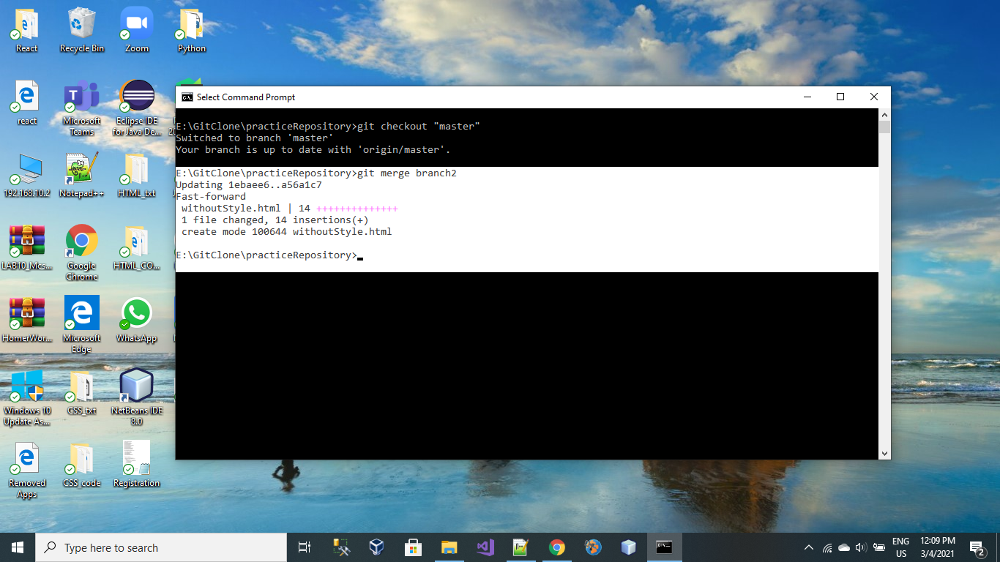 React
Recycle Bin
Zoom
Python
react
Microsoft
Teams
Eclipse IDE
for Java De...
192.168.10.2
Notepad++
HTML_txt
LAB10_Mcs...
Google
Chrome
HTML_CO...
HomerWor...
Microsoft
Edge
WhatsApp
Windows 10
Update As...
CSS_txt
NetBeans IDE
8.0
Removed
Apps
CSS_code
Registration
Select Command Prompt
E:\GitClone\practiceRepository>git checkout "master"
Switched to branch 'master'
Your branch is up to date with 'origin/master'.
E:\GitClone\practiceRepository>git merge branch2
Updating 1ebaee6..a56a1c7
Fast-forward
withoutStyle.html | 14 ++++++++++++++
1 file changed, 14 insertions(+)
create mode 100644 withoutStyle.html
E:\GitClone\practiceRepository>
Type here to search
ENG
US
12:09 PM
3/4/2021
2